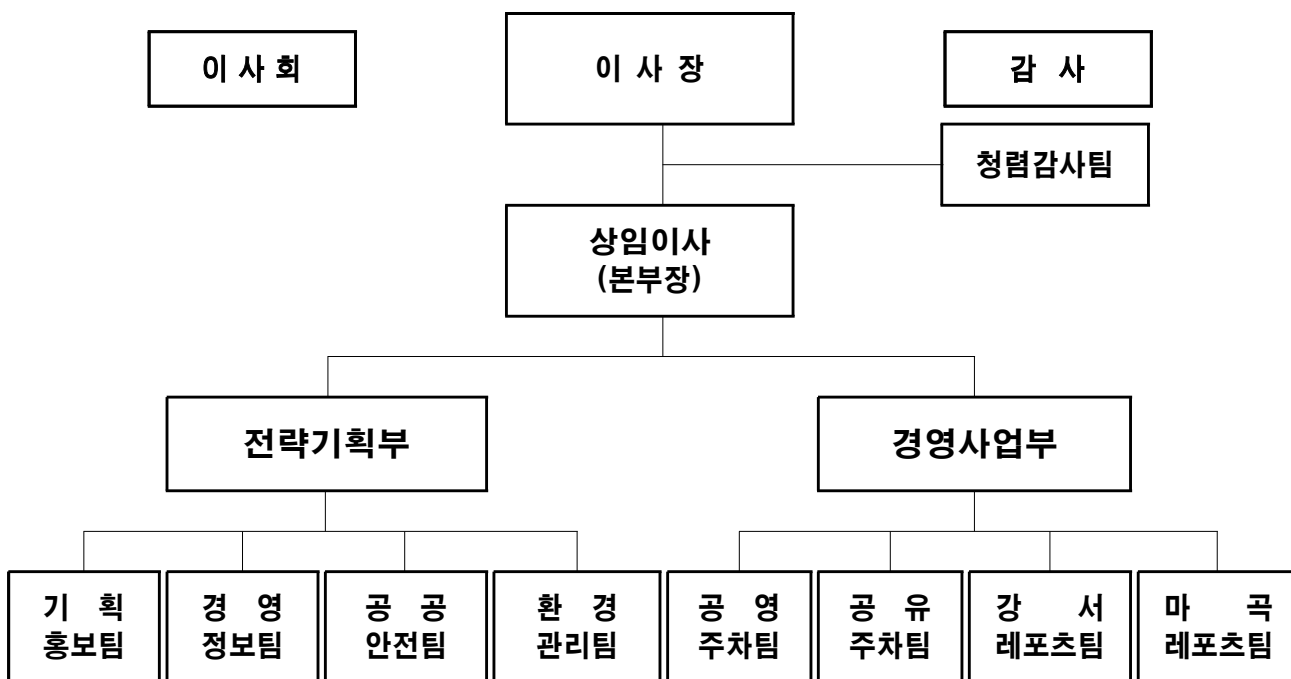 이 사 회
이 사 장
감 사
청렴감사팀
상임이사
(본부장)
전략기획부
경영사업부
기 획
홍보팀
경 영
정보팀
공 공
안전팀
환 경
관리팀
공 영
주차팀
공 유
주차팀
강 서
레포츠팀
마 곡
레포츠팀